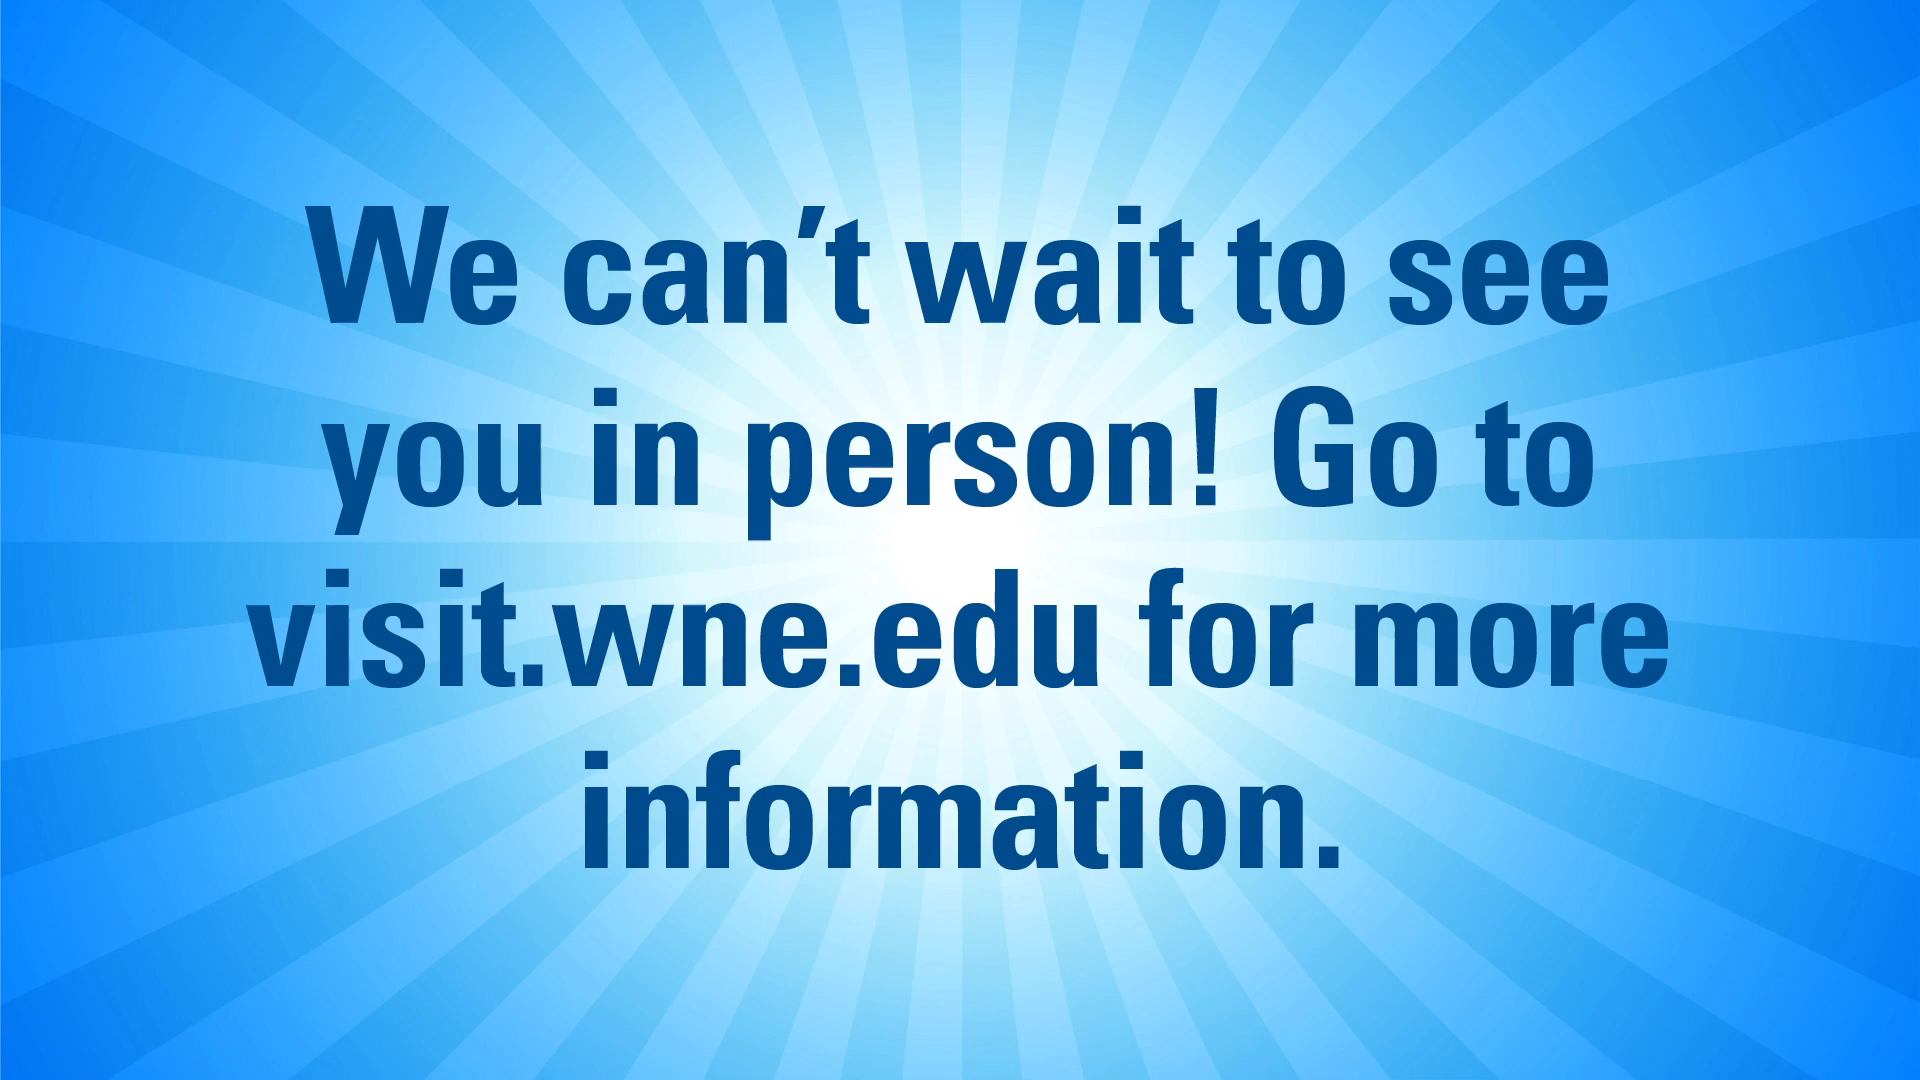 We can’t wait to see
you in person! Go to
visit.wne.edu for more
information.